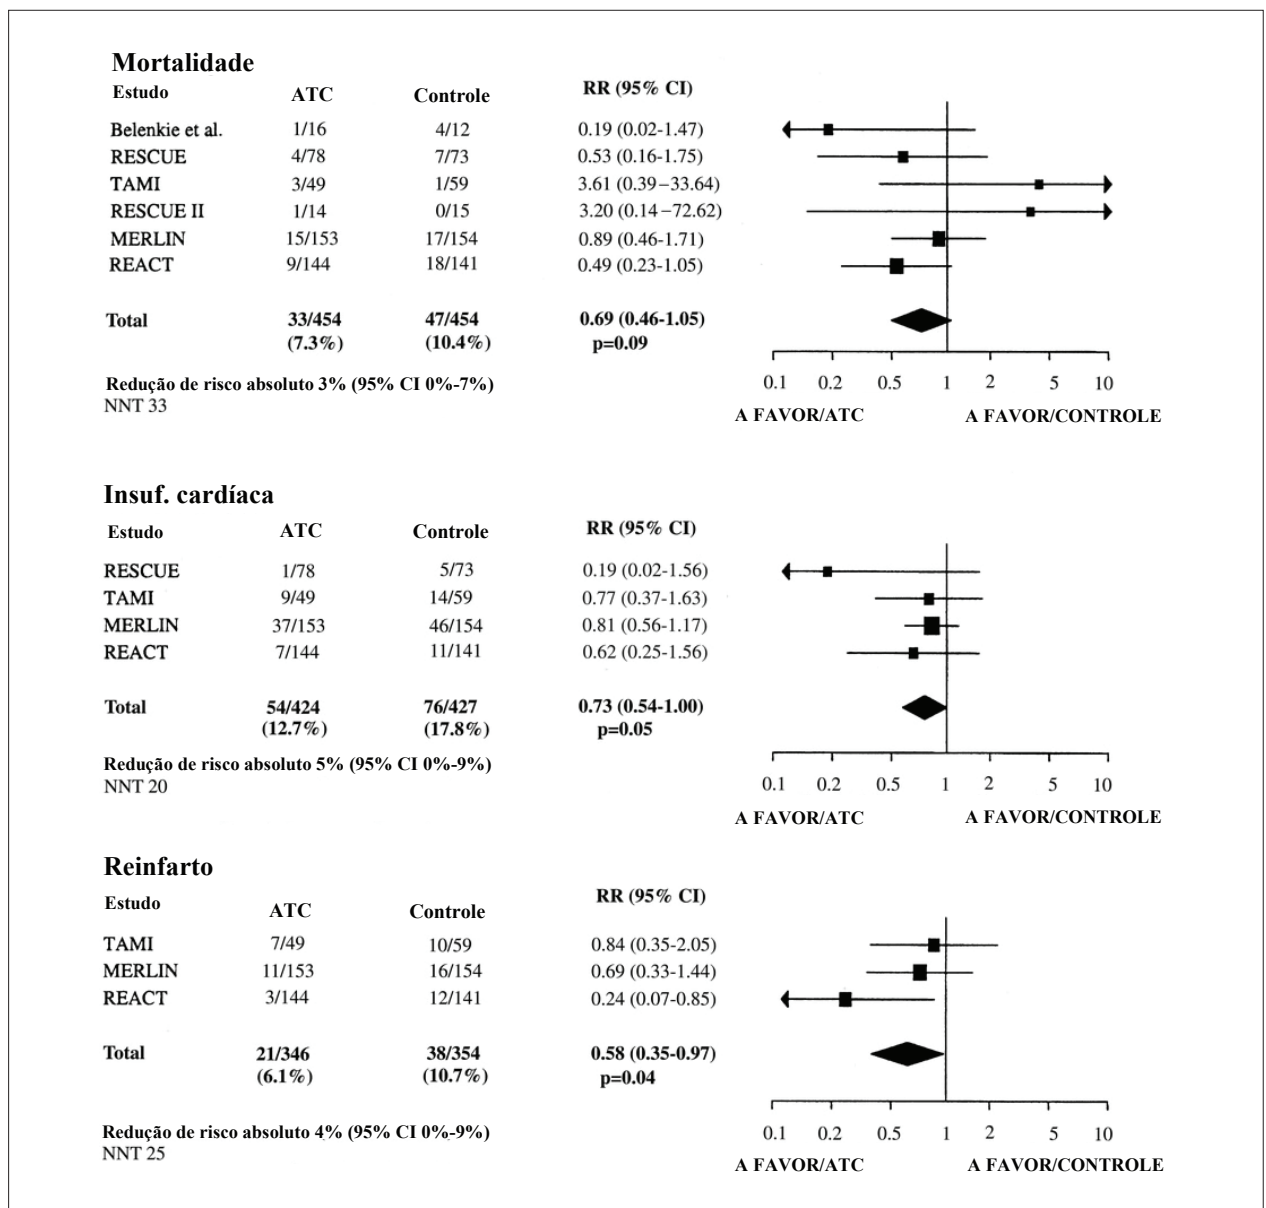 Mortalidade
Estudo ATC Controle RR (95% CI)
Belenkie et al. 1/16 4/12 0.19 (0.02-1.47)
RESCUE 4/78 7/73 0.53 (0.16-1.75)
TAMI 3/49 1/59 3.61 (0.39–33.64)
RESCUE II 1/14 0/15 3.20 (0.14–72.62)
MERLIN 15/153 17/154 0.89 (0.46-1.71)
REACT 9/144 18/141 0.49 (0.23-1.05)
Total 33/454 47/454 0.69 (0.46-1.05)
(7.3%) (10.4%) p=0.09
Redução de risco absoluto 3% (95% CI 0%-7%)
NNT 33
0.1 0.2 0.5 1 2 5 10
A FAVOR/ATC A FAVOR/CONTROLE
Insuf. cardíaca
Estudo ATC Controle RR (95% CI)
RESCUE 1/78 5/73 0.19 (0.02-1.56)
TAMI 9/49 14/59 0.77 (0.37-1.63)
MERLIN 37/153 46/154 0.81 (0.56-1.17)
REACT 7/144 11/141 0.62 (0.25-1.56)
Total 54/424 76/427 0.73 (0.54-1.00)
(12.7%) (17.8%) p=0.05
Redução de risco absoluto 5% (95% CI 0%-9%)
NNT 20
0.1 0.2 0.5 1 2 5 10
A FAVOR/ATC A FAVOR/CONTROLE
Reinfarto
Estudo ATC Controle RR (95% CI)
TAMI 7/49 10/59 0.84 (0.35-2.05)
MERLIN 11/153 16/154 0.69 (0.33-1.44)
REACT 3/144 12/141 0.24 (0.07-0.85)
Total 21/346 38/354 0.58 (0.35-0.97)
(6.1%) (10.7%) p=0.04
Redução de risco absoluto 4% (95% CI 0%-9%)
NNT 25
0.1 0.2 0.5 1 2 5 10
A FAVOR/ATC A FAVOR/CONTROLE